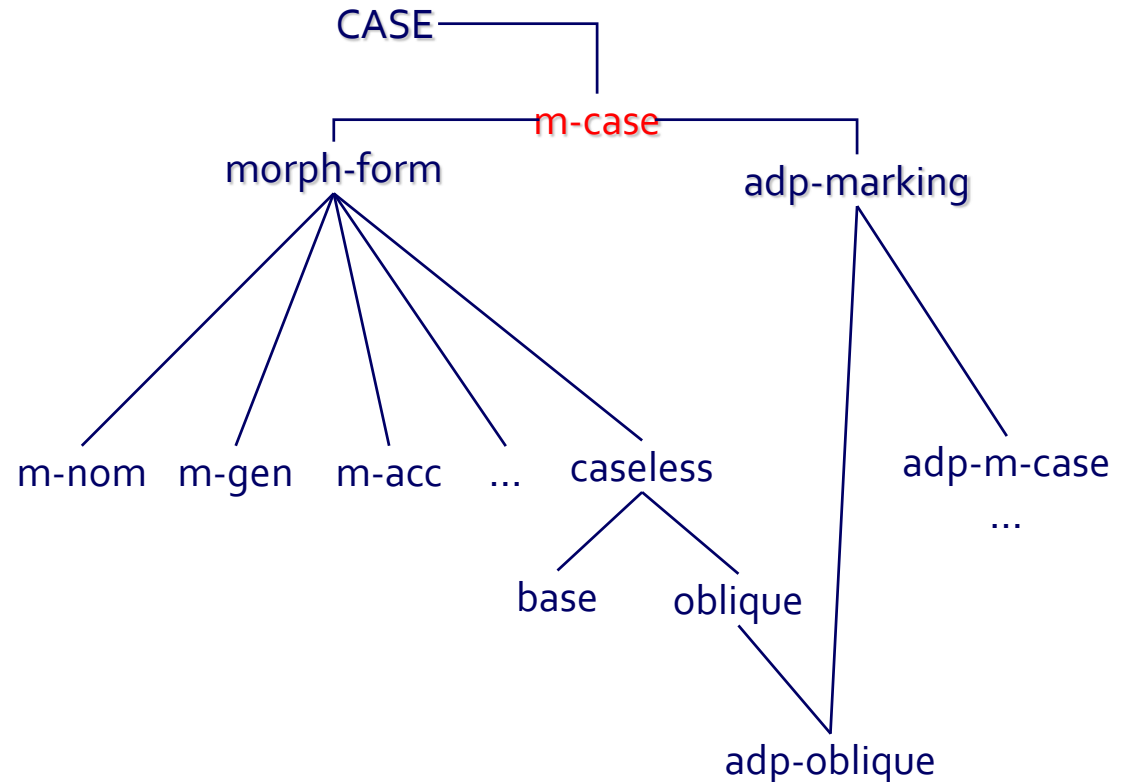 CASE
m-case
morph-form
adp-marking
m-nom m-gen m-acc ... caseless adp-m-case
...
base oblique
adp-oblique